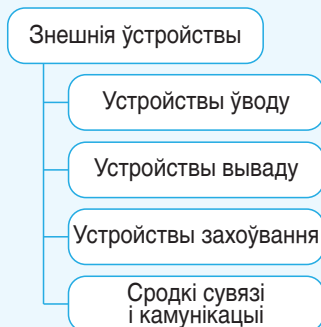 Знешнія ўстройствы
Устройствы ўводу
Устройствы вываду
Устройствы захоўвання
Сродкі сувязі
і камунікацыі